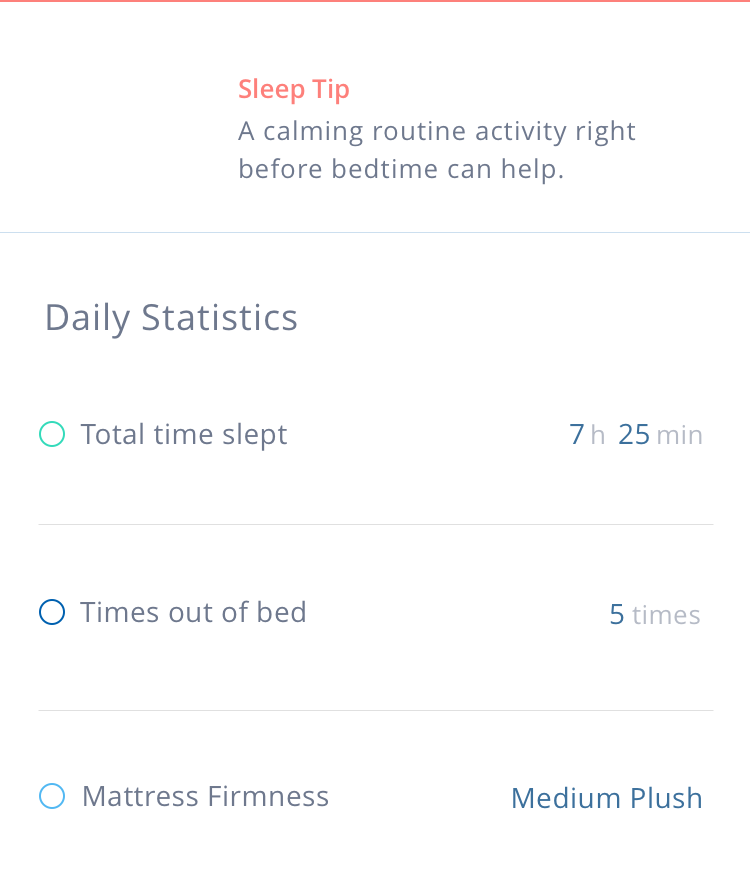 Sleep Tip
A calming routine activity right
before bedtime can help.
Daily Statistics
Total time slept 7 h 25 min
Times out of bed 5 times
Mattress Firmness Medium Plush